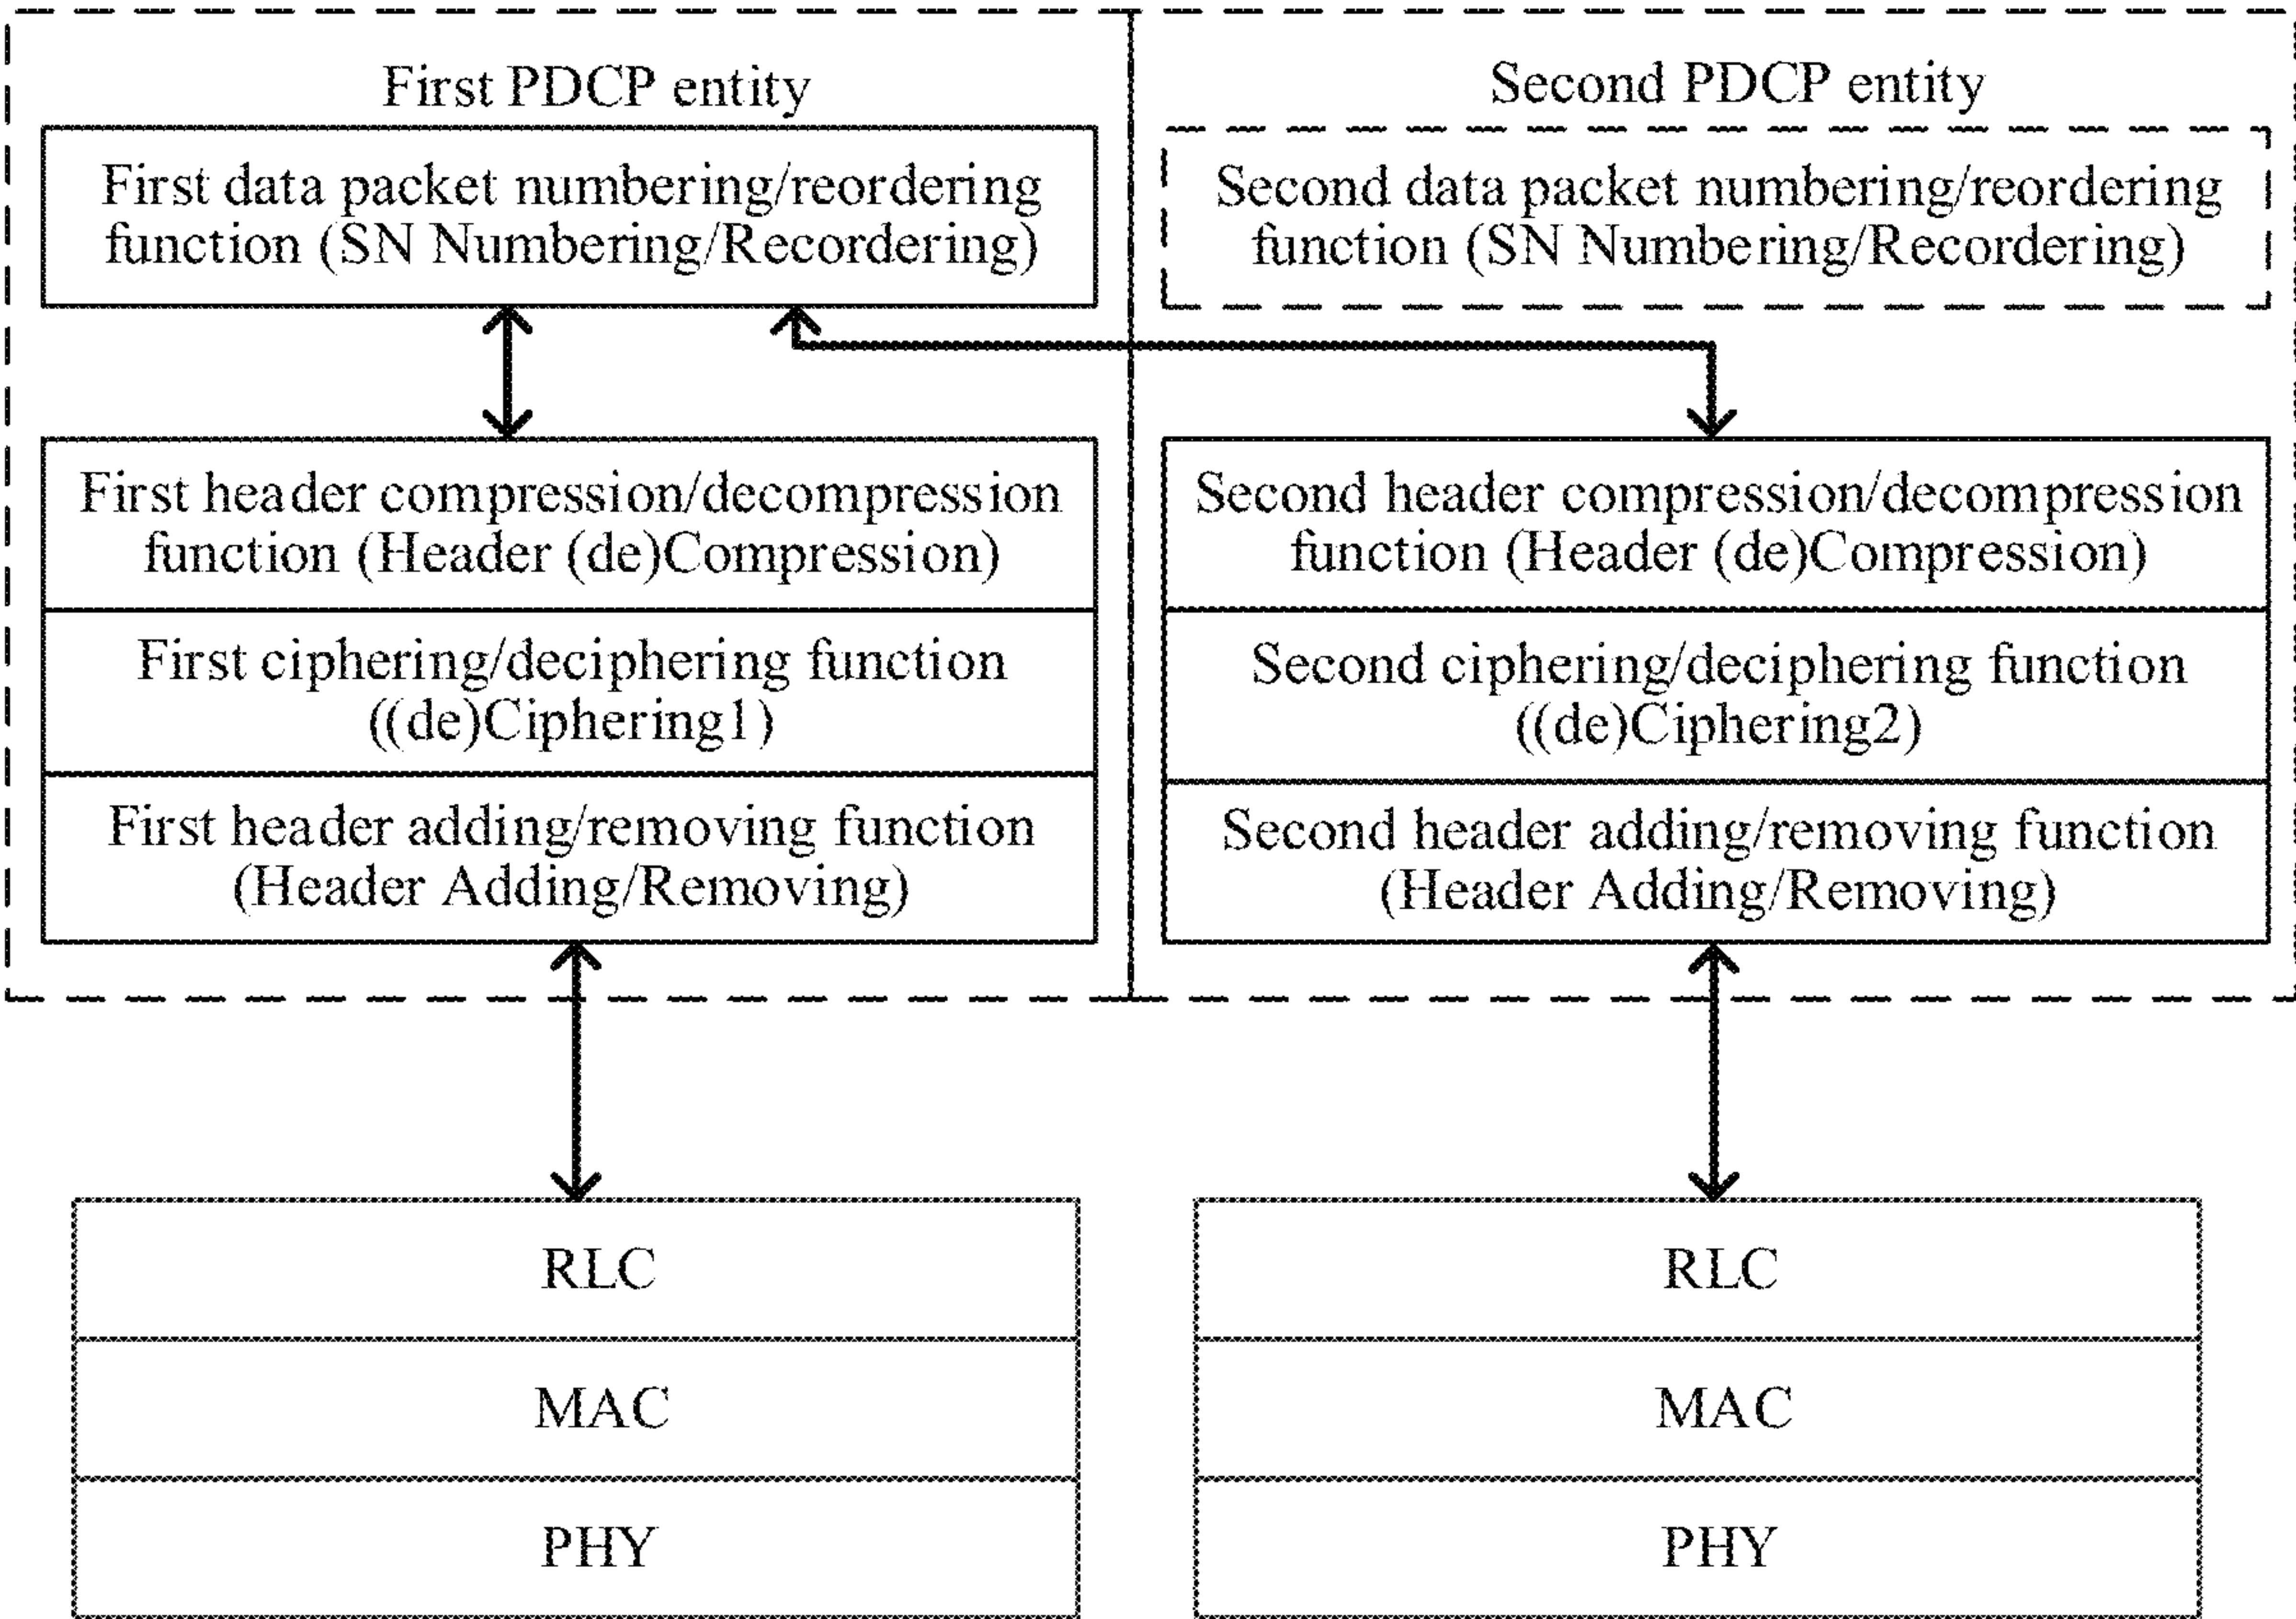 First PDCP entity
First data packet numbering/reordering
function (SN Numbering/Recordering)
First header compression/decompression
function (Header (de)Compression)
First ciphering/deciphering function
((de)Ciphering1)
First header adding/removing function
(Header Adding/Removing)
RLC
MAC
PHY
Second PDCP entity
Second data packet numbering/reordering
function (SN Numbering/Recordering)
Second header compression/decompression
function (Header (de)Compression)
Second ciphering/deciphering function
((de)Ciphering2)
Second header adding/removing function
(Header Adding/Removing)
RLC
MAC
PHY